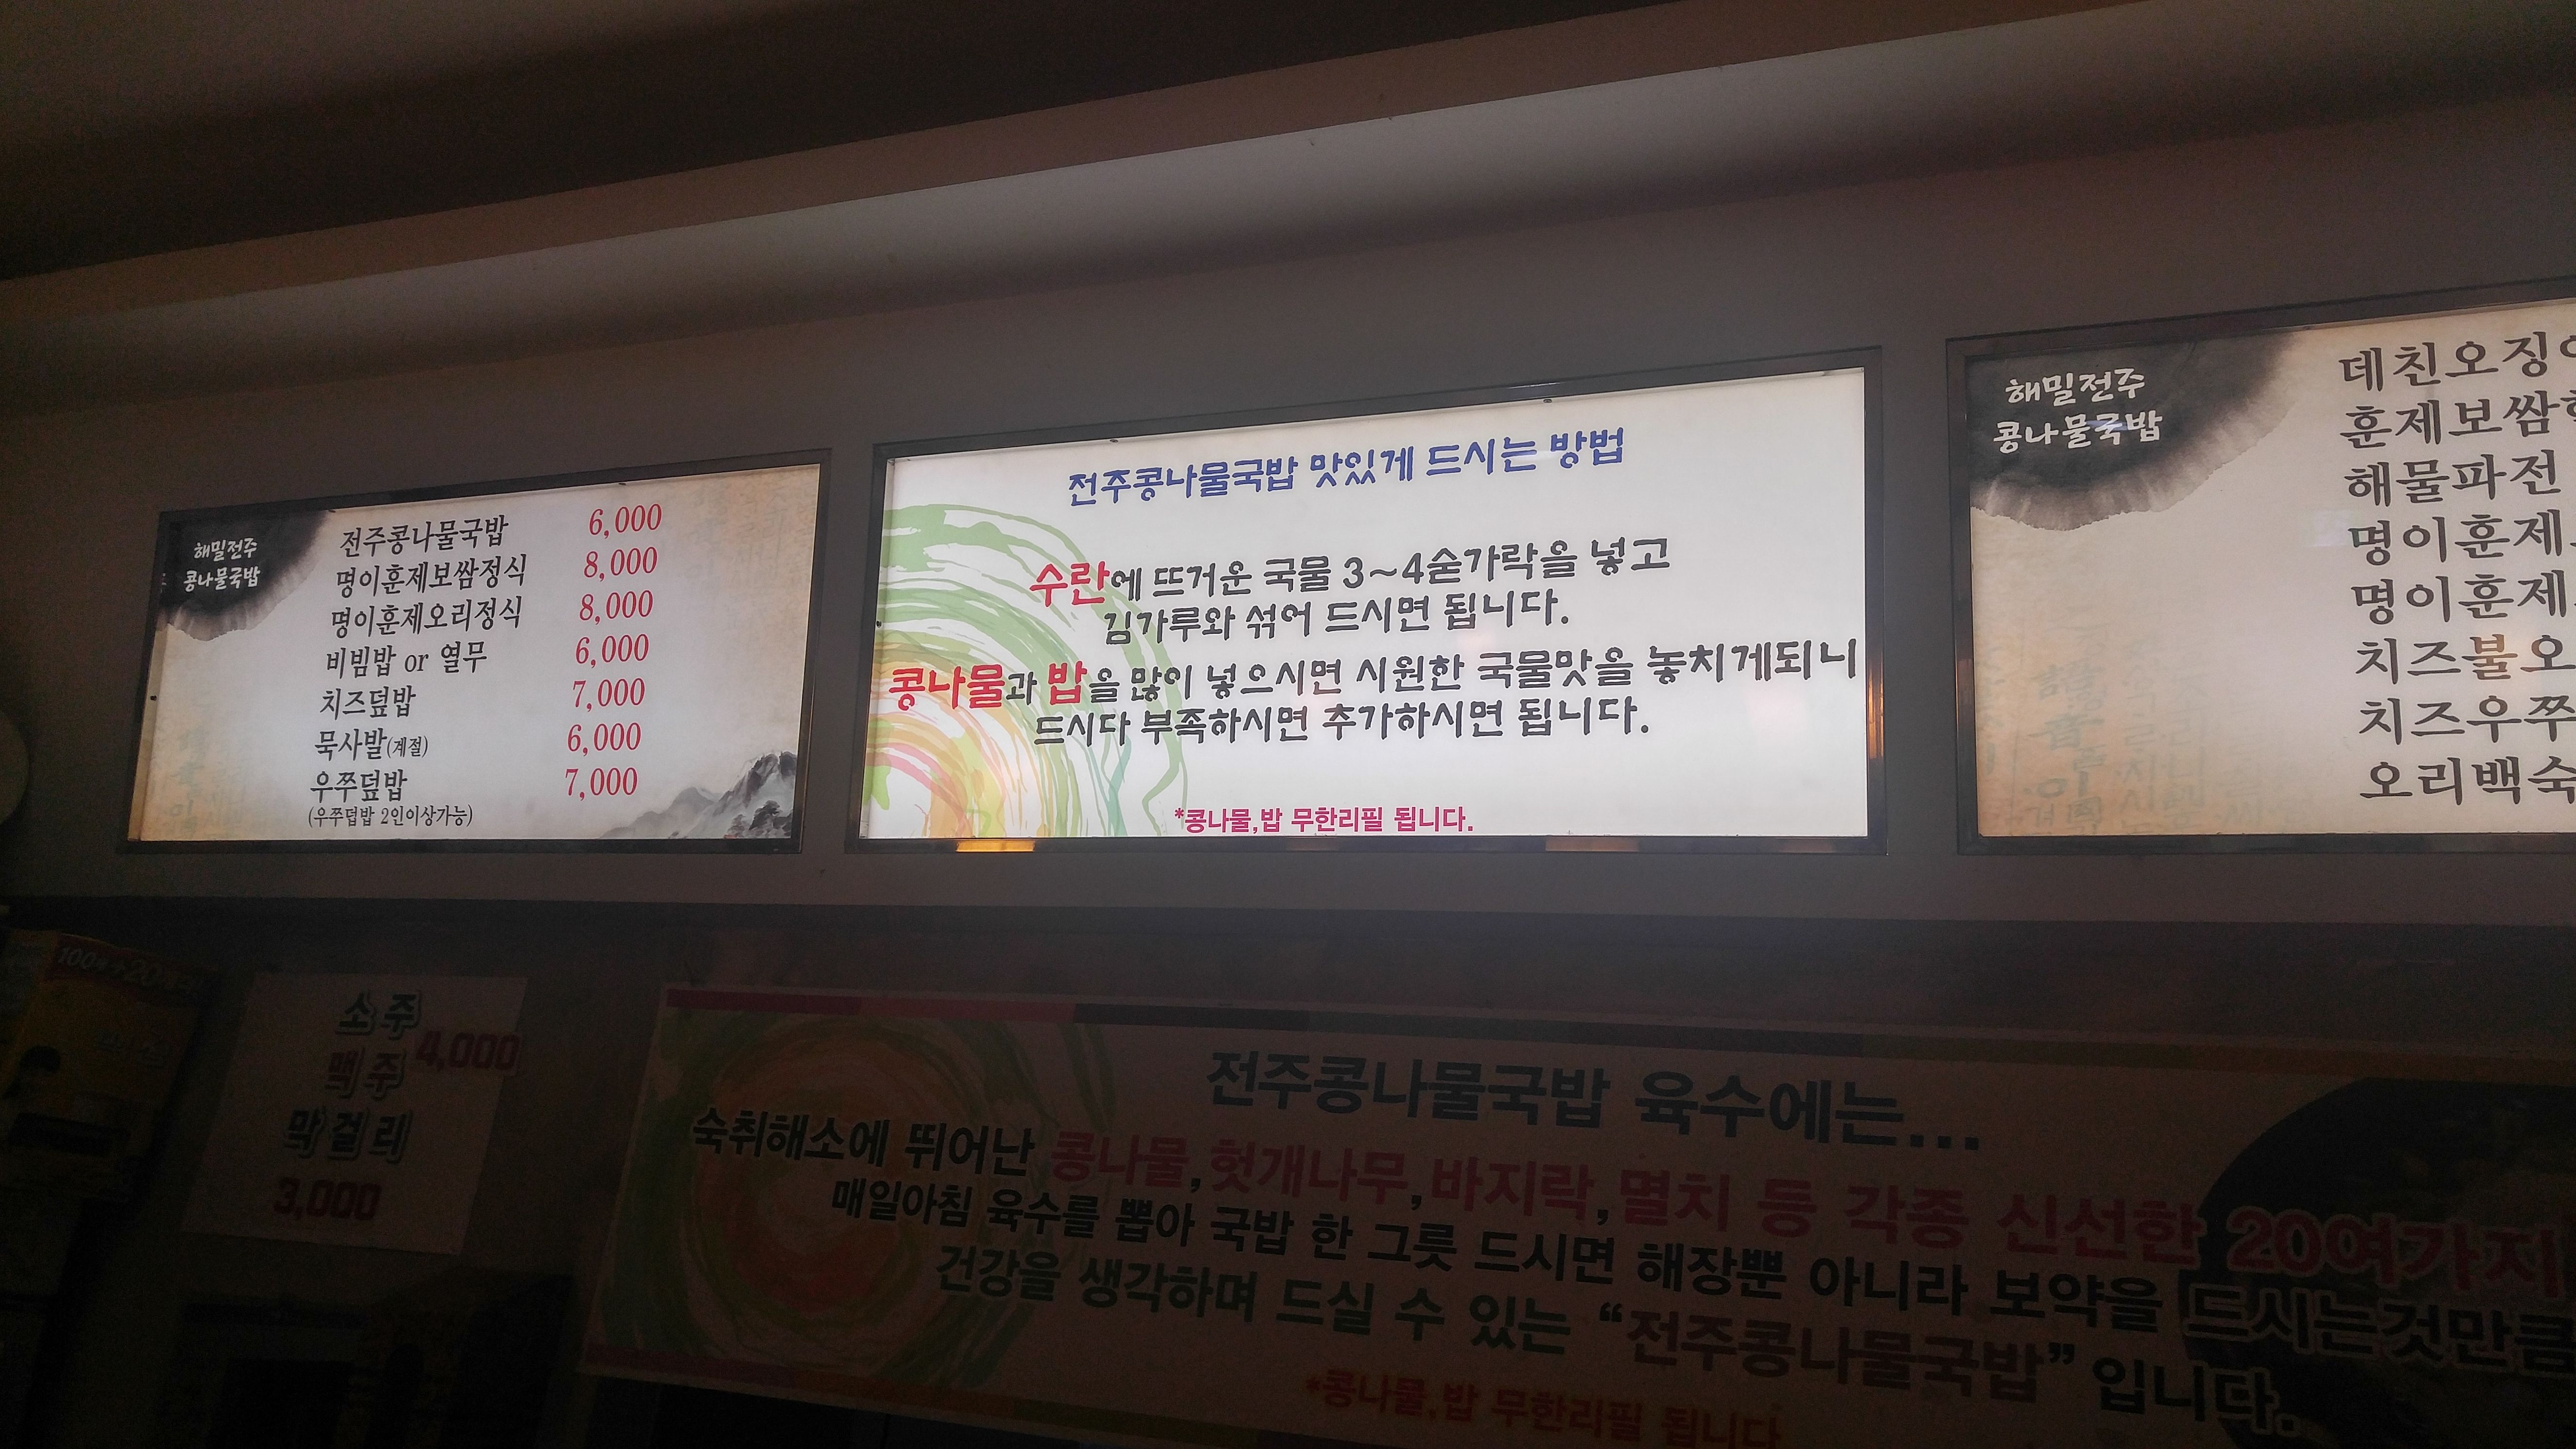 해밀전주
콩나물국밥
전주콩나물국밥 6,000
명이훈제보쌈정식 8,000
명이훈제오리정식 8,000
비빔밥 or 열무 6,000
치즈덮밥 7,000
묵사발(계절) 6,000
우쭈덮밥 7,000
(우쭈덥밥 2인이상가능)
전주콩나물국밥 맛있게 드시는 방법
수란에 뜨거운 국물 3~4숟가락을 넣고
김가루와 섞어 드시면 됩니다.
콩나물과 밥을 많이 넣으시면 시원한 국물맛을 놓치게되니
드시다 부족하시면 추가하시면 됩니다.
*콩나물,밥 무한리필 됩니다.
해밀전주
콩나물국밥
데친오징
훈제보쌈
해물파전
명이훈제
명이훈제
치즈불오
치즈우쭈
오리백숙
소주
맥주 4,000
막걸리
3,000
전주콩나물국밥 육수에는...
숙취해소에 뛰어난 콩나물,헛개나무,바지락,멸치 등 각종 신선한 20여가지
매일아침 육수를 뽑아 국밥 한 그릇 드시면 해장뿐 아니라 보약을 드시는것만큼
건강을 생각하며 드실 수 있는 “전주콩나물국밥” 입니다.
*콩나물,밥 무한리필 됩니다